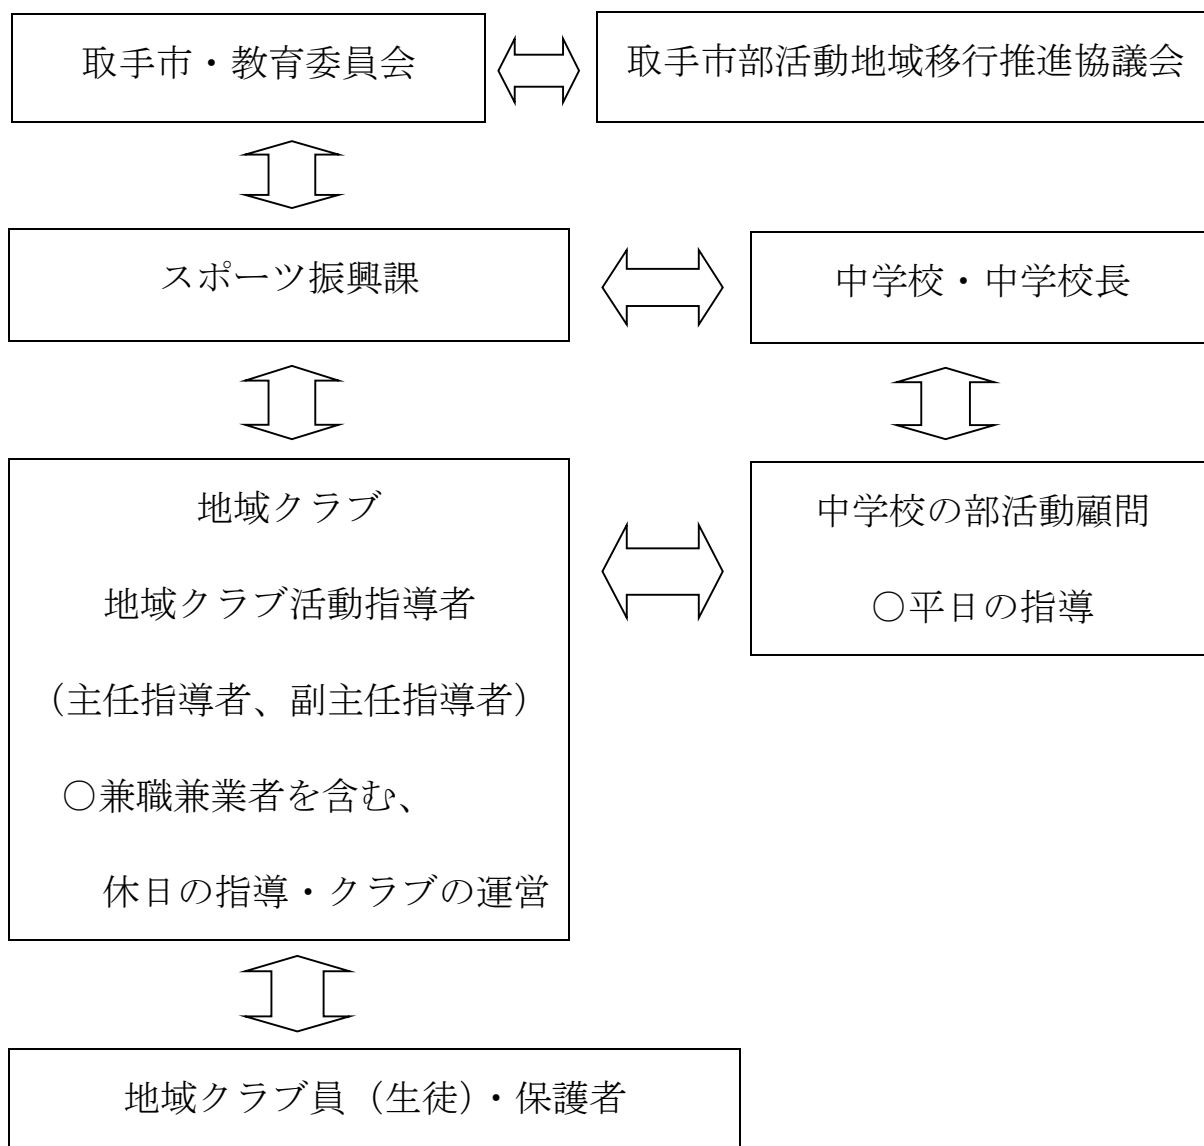 取手市・教育委員会
取手市部活動地域移行推進協議会
スポーツ振興課
中学校・中学校長
地域クラブ
地域クラブ活動指導者
（主任指導者、副主任指導者）
○兼職兼業者を含む、
休日の指導・クラブの運営
中学校の部活動顧問
○平日の指導
地域クラブ員（生徒）・保護者